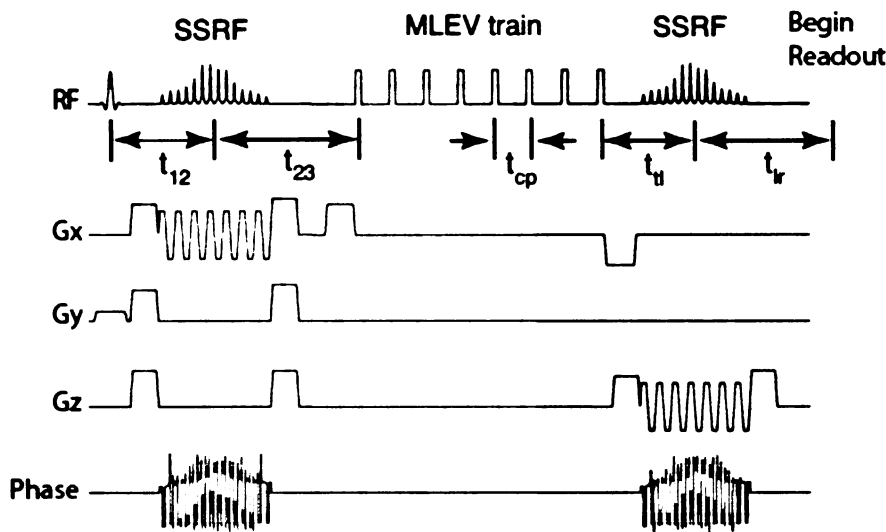 SSRF MLEV train SSRF Begin
Readout
RF
t12 t23 tcp ttl tlr
Gx
Gy
Gz
Phase